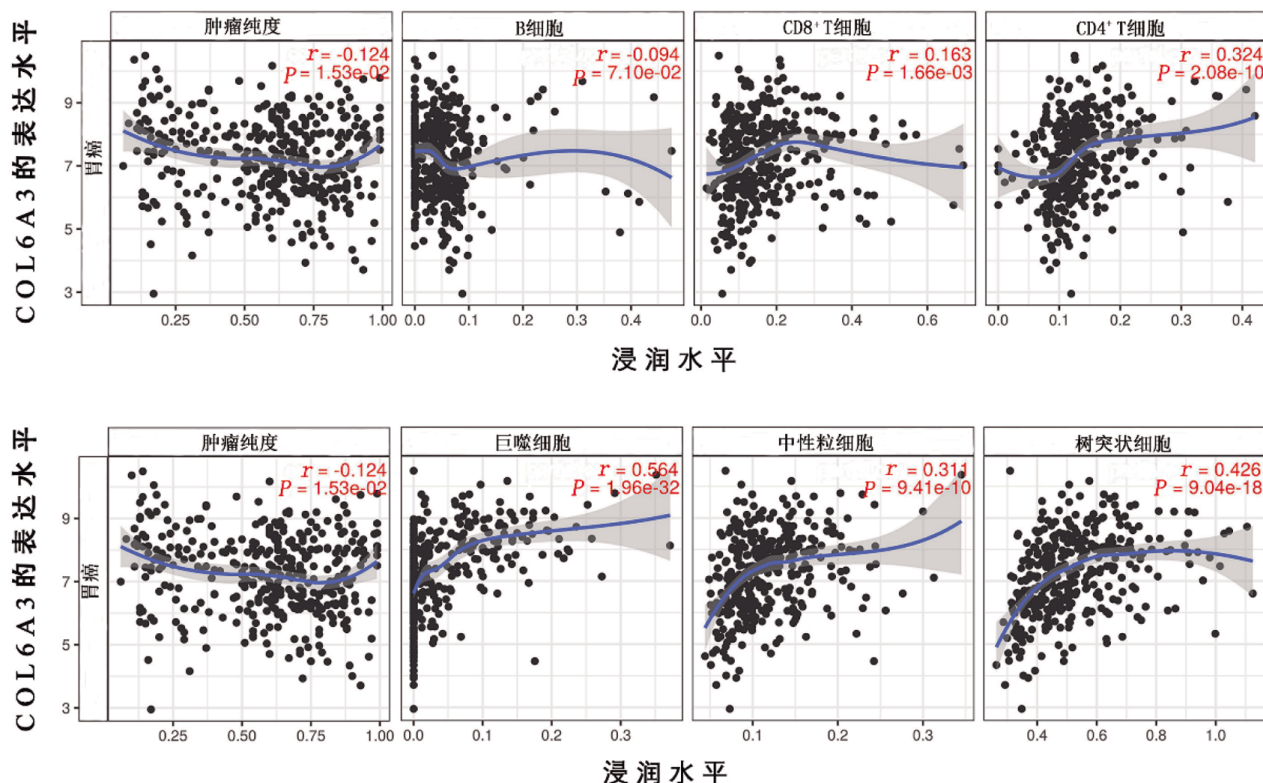 COL6A3的表达水平
胃癌
肿瘤纯度
r = -0.124
P = 1.53e-02
B细胞
r = -0.094
P = 7.10e-02
CD8⁺T细胞
r = 0.163
P = 1.66e-03
CD4⁺T细胞
r = 0.324
P = 2.08e-10
9
7
5
3
0.25 0.50 0.75 1.00
0.0 0.1 0.2 0.3 0.4
0.0 0.2 0.4 0.6
0.0 0.1 0.2 0.3 0.4
浸润水平
COL6A3的表达水平
胃癌
肿瘤纯度
r = -0.124
P = 1.53e-02
巨噬细胞
r = 0.564
P = 1.96e-32
中性粒细胞
r = 0.311
P = 9.41e-10
树突状细胞
r = 0.426
P = 9.04e-18
9
7
5
3
0.25 0.50 0.75 1.00
0.0 0.1 0.2 0.3
0.1 0.2 0.3
0.4 0.6 0.8 1.0
浸润水平